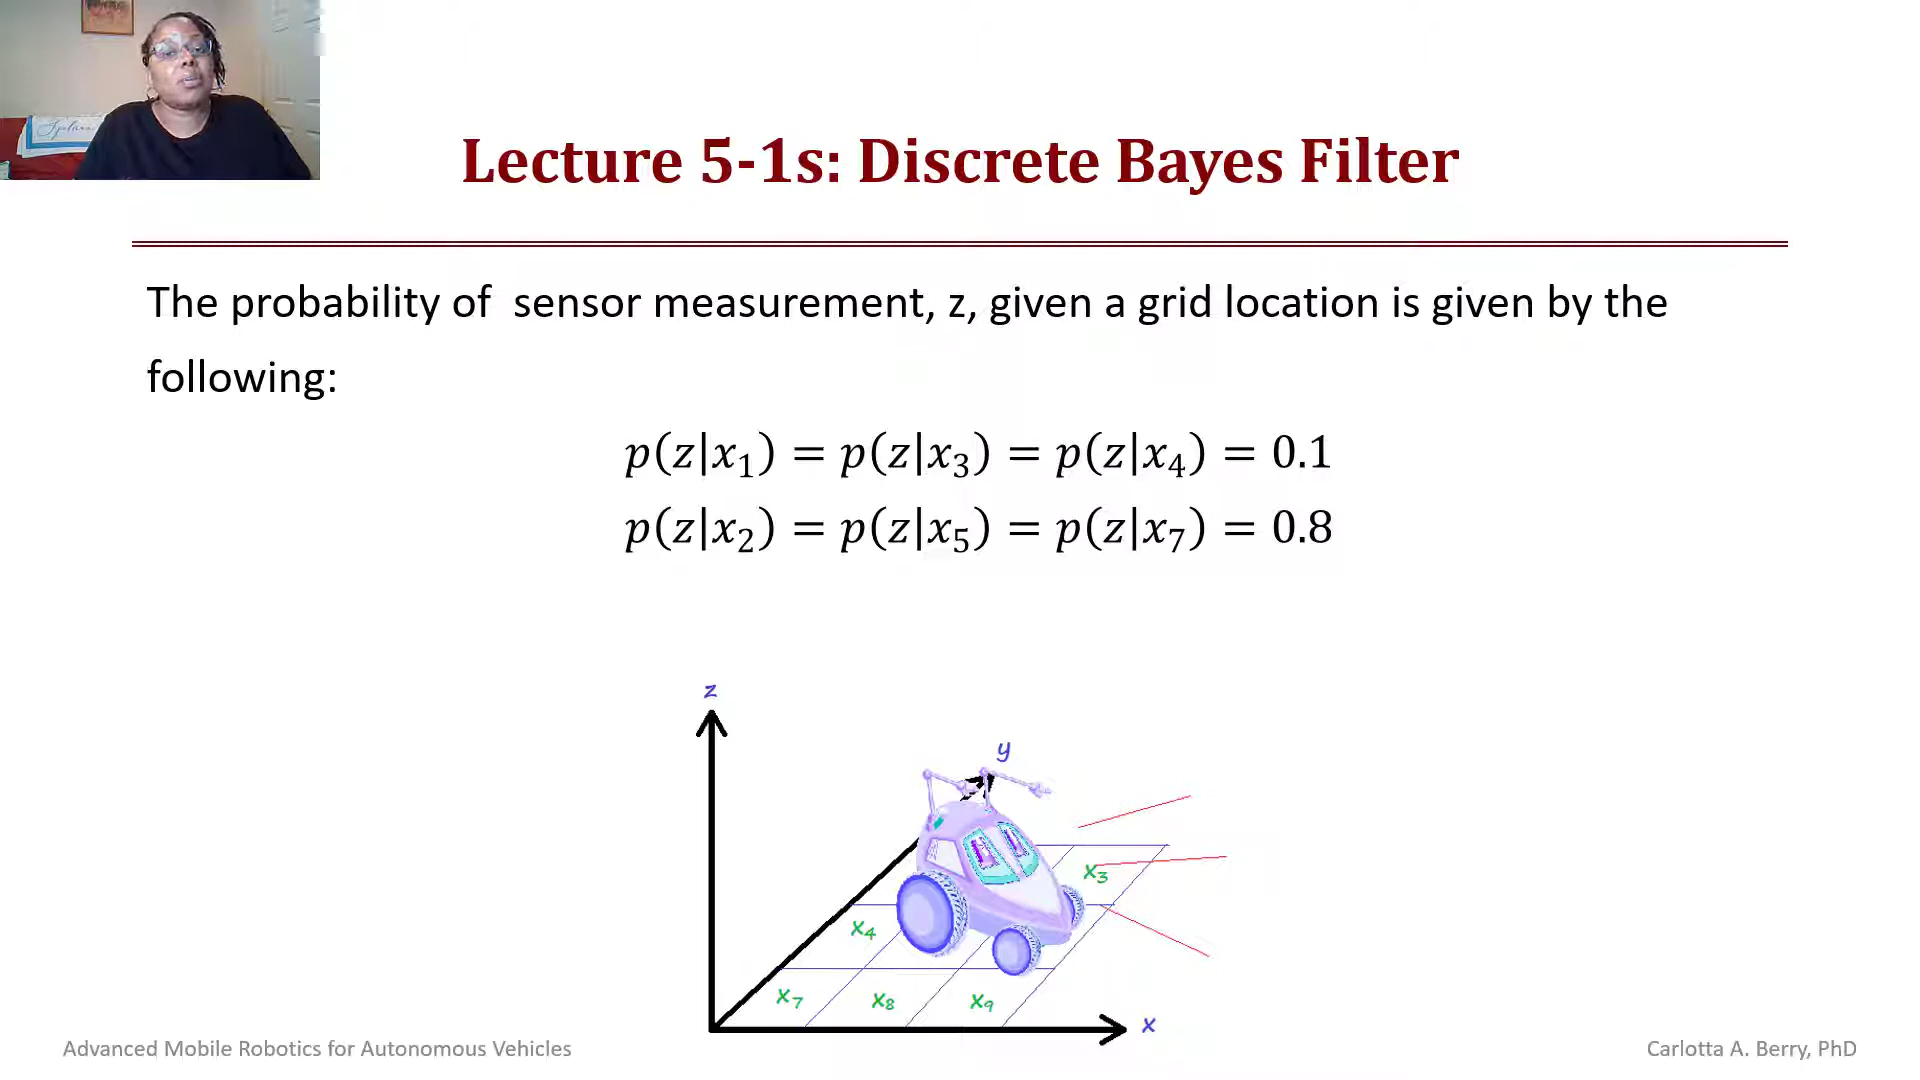 Spelman
Lecture 5-1s: Discrete Bayes Filter
The probability of sensor measurement, z, given a grid location is given by the
following:
p(z|x₁) = p(z|x₃) = p(z|x₄) = 0.1
p(z|x₂) = p(z|x₅) = p(z|x₇) = 0.8
z
y
x₃
x₄
x₇ x₈ x₉
x
Advanced Mobile Robotics for Autonomous Vehicles
Carlotta A. Berry, PhD